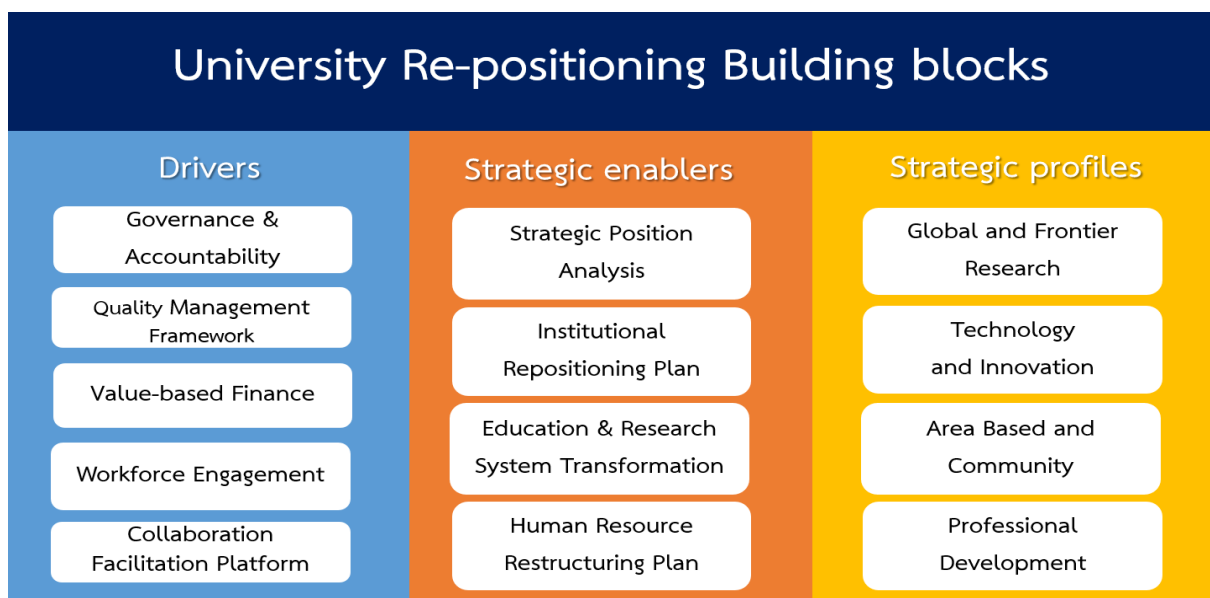 University Re-positioning Building blocks
Drivers
Governance &
Accountability
Quality Management
Framework
Value-based Finance
Workforce Engagement
Collaboration
Facilitation Platform
Strategic enablers
Strategic Position
Analysis
Institutional
Repositioning Plan
Education & Research
System Transformation
Human Resource
Restructuring Plan
Strategic profiles
Global and Frontier
Research
Technology
and Innovation
Area Based and
Community
Professional
Development